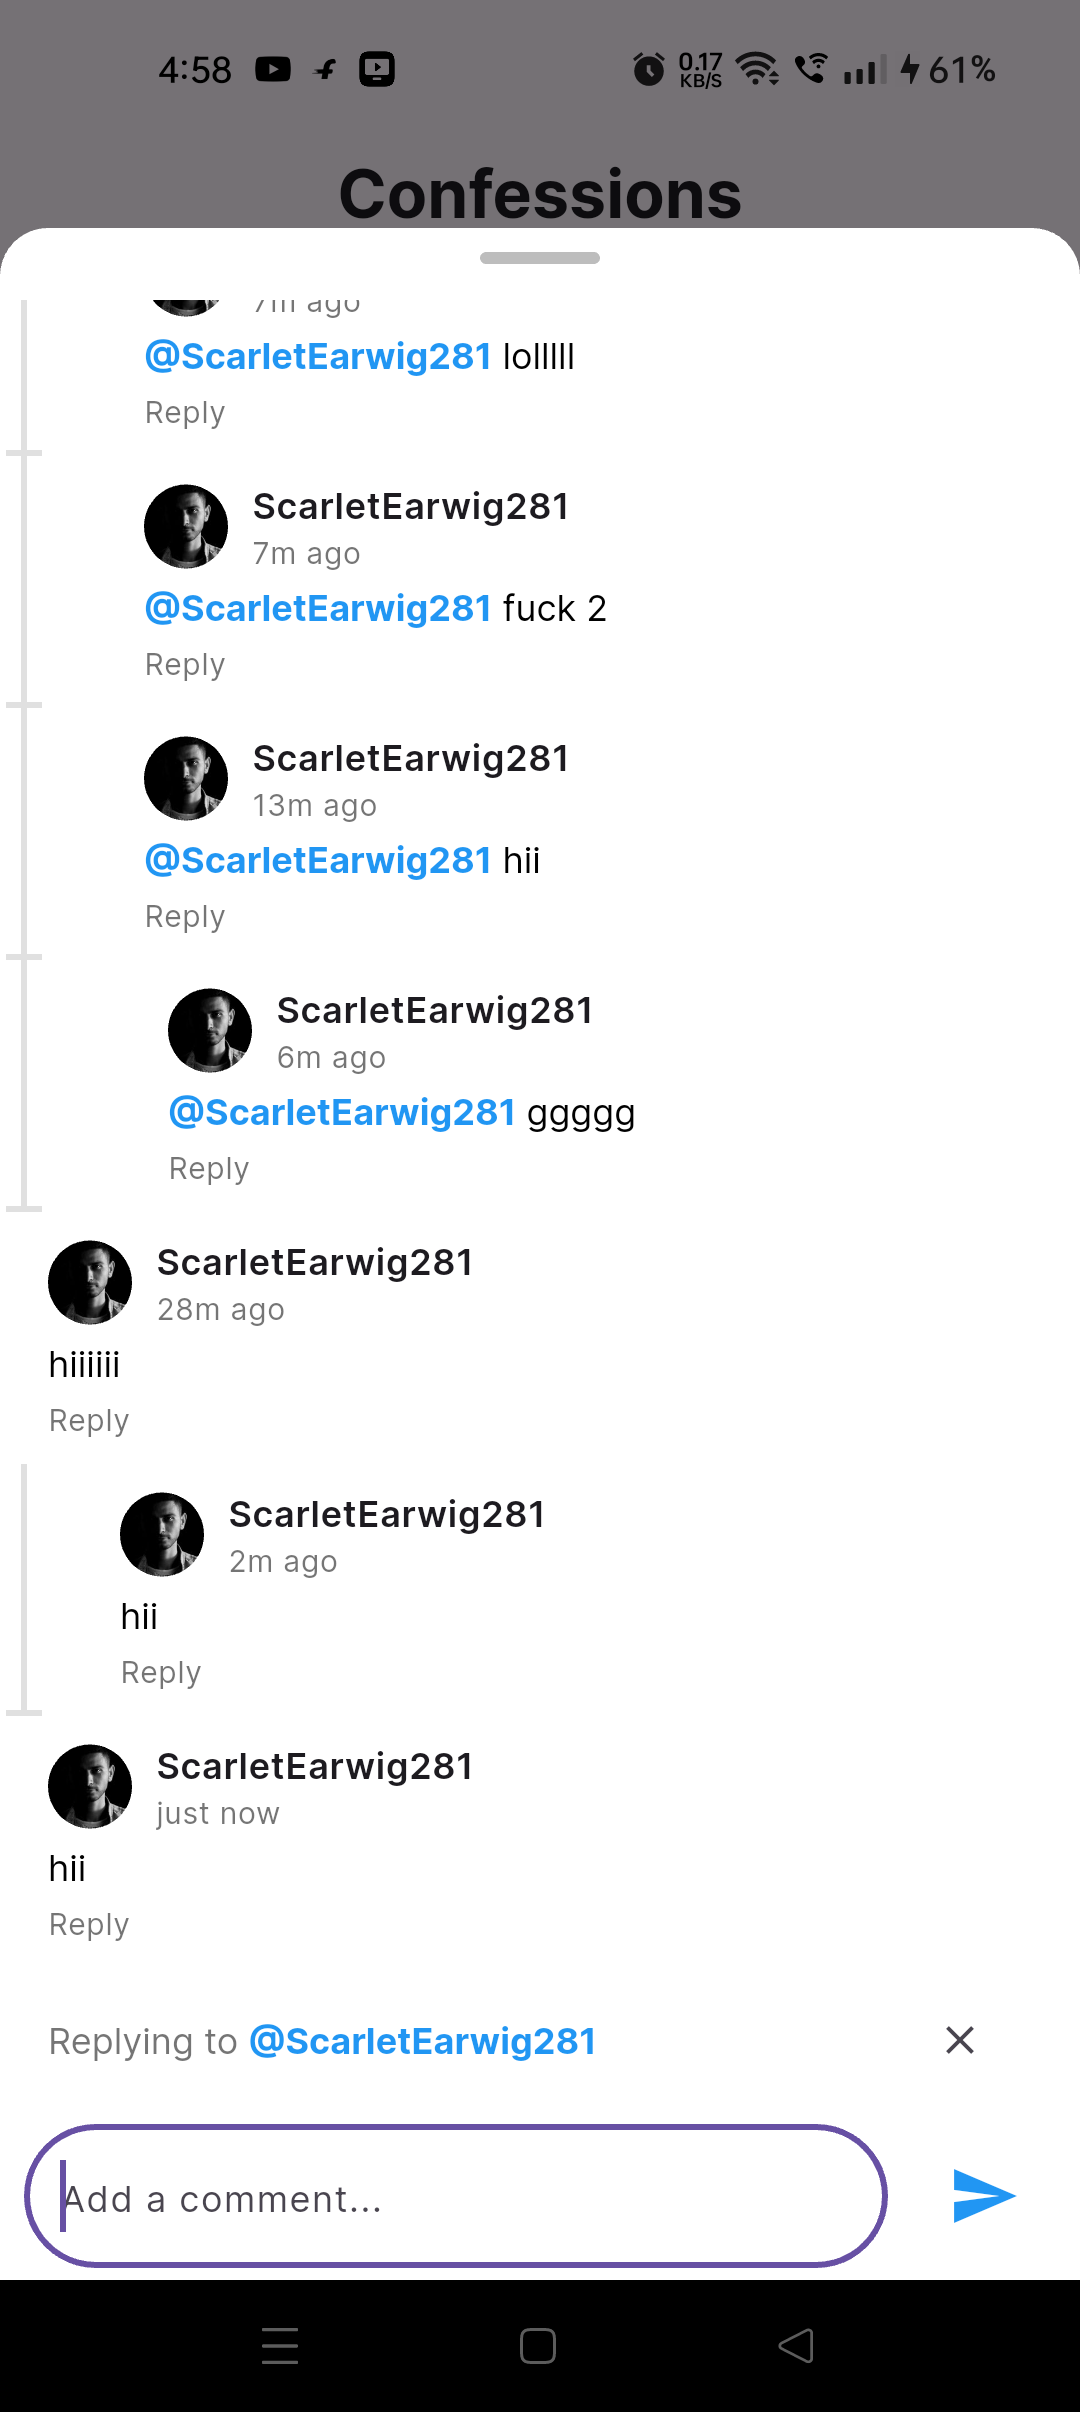 4:58 0.17 KB/S 61%
Confessions
7m ago
@ScarletEarwig281 lolllll
Reply
ScarletEarwig281
7m ago
@ScarletEarwig281 fuck 2
Reply
ScarletEarwig281
13m ago
@ScarletEarwig281 hii
Reply
ScarletEarwig281
6m ago
@ScarletEarwig281 ggggg
Reply
ScarletEarwig281
28m ago
hiiiiii
Reply
ScarletEarwig281
2m ago
hii
Reply
ScarletEarwig281
just now
hii
Reply
Replying to @ScarletEarwig281
Add a comment...